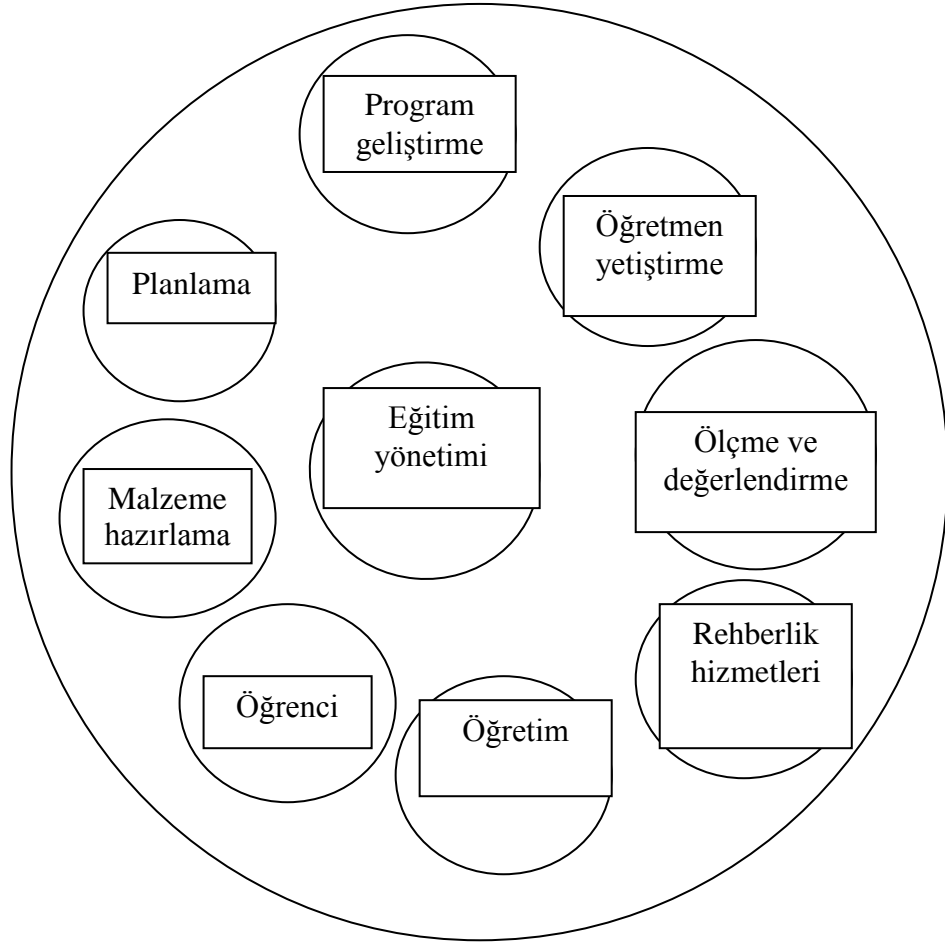 Program
geliştirme
Öğretmen
yetiştirme
Planlama
Eğitim
yönetimi
Ölçme ve
değerlendirme
Malzeme
hazırlama
Rehberlik
hizmetleri
Öğrenci
Öğretim